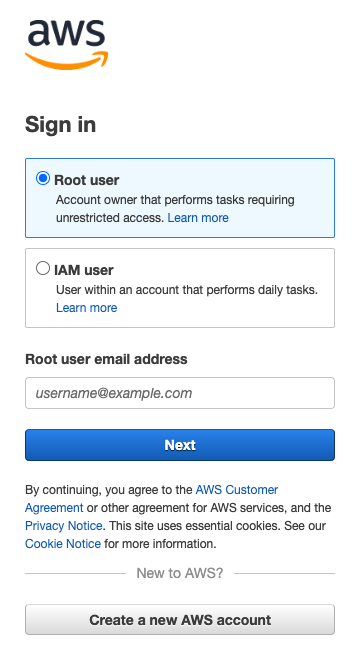 aws
Sign in
Root user
Account owner that performs tasks requiring
unrestricted access. Learn more
IAM user
User within an account that performs daily tasks.
Learn more
Root user email address
username@example.com
Next
By continuing, you agree to the AWS Customer
Agreement or other agreement for AWS services, and the
Privacy Notice. This site uses essential cookies. See our
Cookie Notice for more information.
New to AWS?
Create a new AWS account